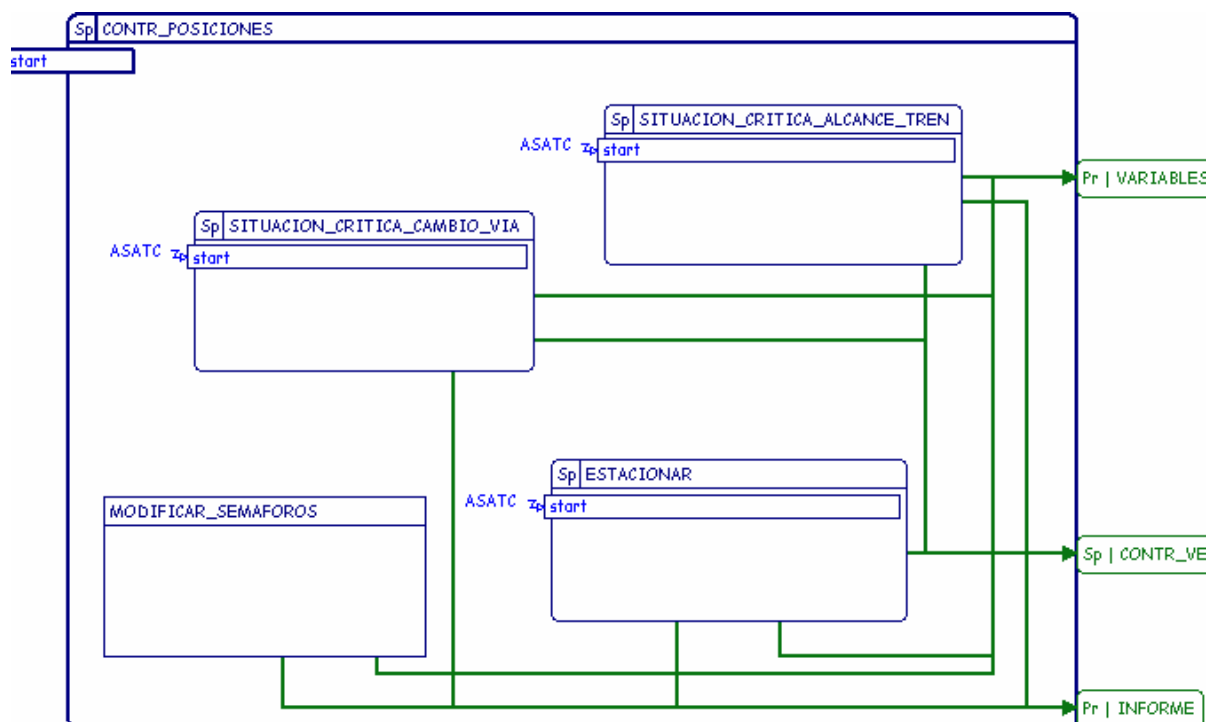 Sp CONTR_POSICIONES
start
Sp SITUACION_CRITICA_ALCANCE_TREN
ASATC start
Pr | VARIABLES
Sp SITUACION_CRITICA_CAMBIO_VIA
ASATC start
Sp ESTACIONAR
ASATC start
MODIFICAR_SEMAFOROS
Sp | CONTR_VE
Pr | INFORME